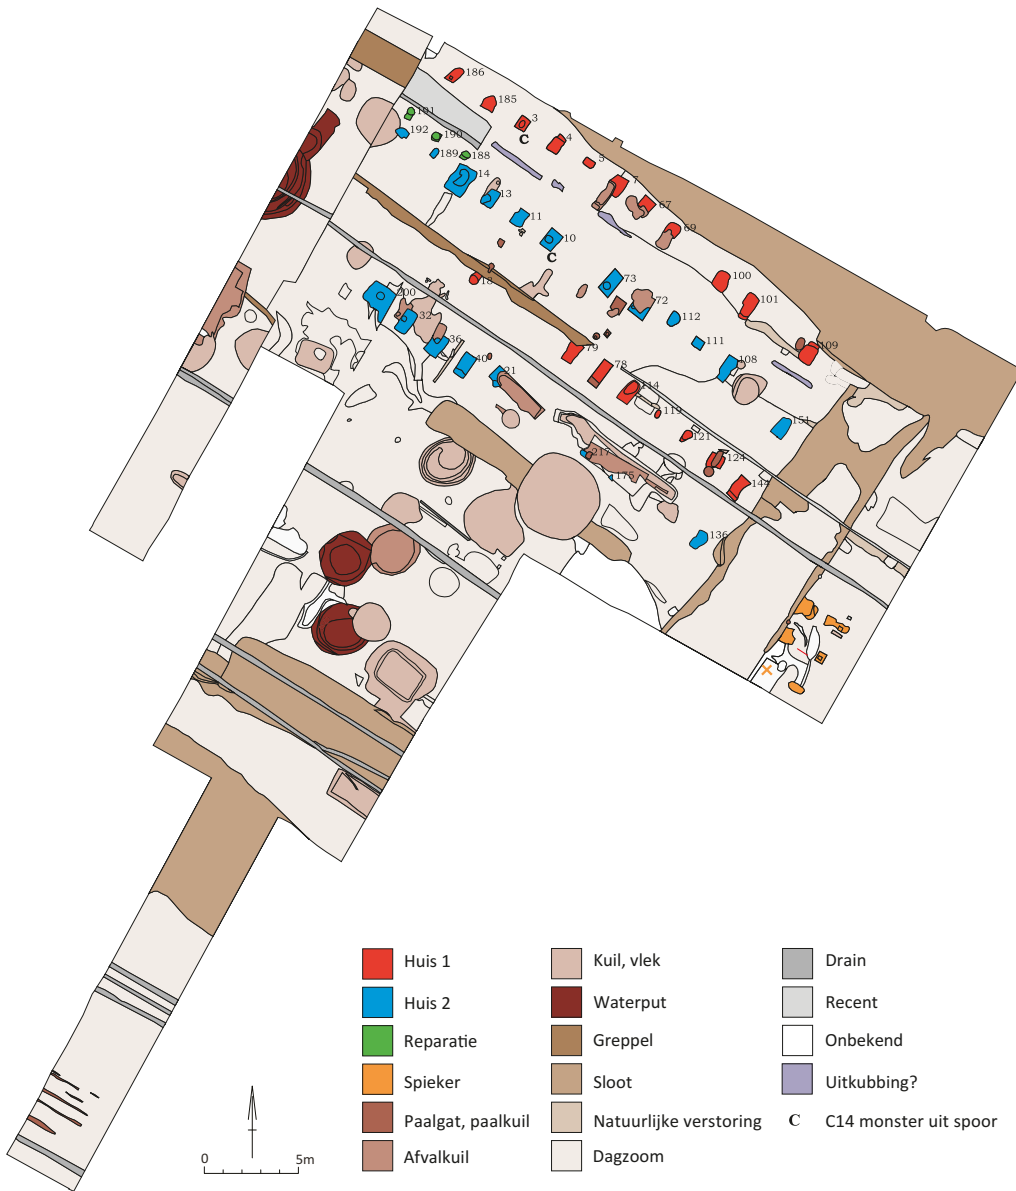 186
185
3
C
4
5
191
192
190
189
188
14
13
7
67
11
10
C
69
18
73
72
100
101
200
32
112
36
111
109
79
40
108
78
21
114
119
151
121
217
124
175
144
136
Huis 1
Huis 2
Reparatie
Spieker
Paalgat, paalkuil
Afvalkuil
Kuil, vlek
Waterput
Greppel
Sloot
Natuurlijke verstoring
Dagzoom
Drain
Recent
Onbekend
Uitkubbing?
C C14 monster uit spoor
0 5m